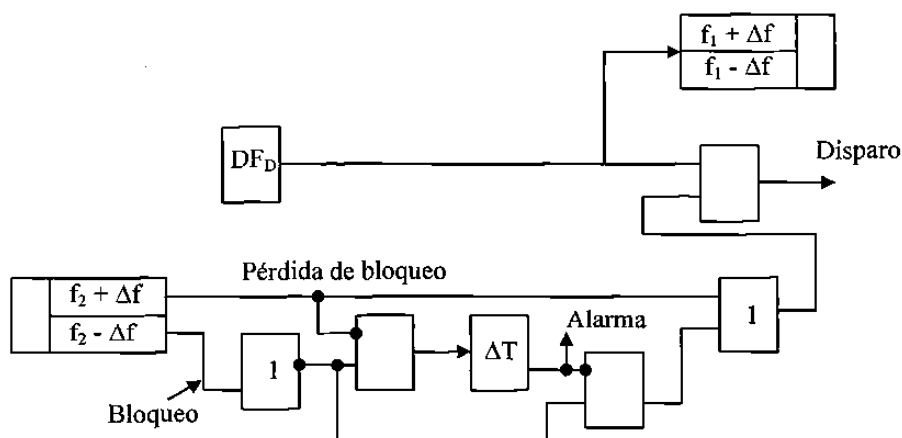 f₁ + Δf
f₁ - Δf
DF_D
Disparo
Pérdida de bloqueo
f₂ + Δf
f₂ - Δf
1
ΔT
Alarma
1
Bloqueo